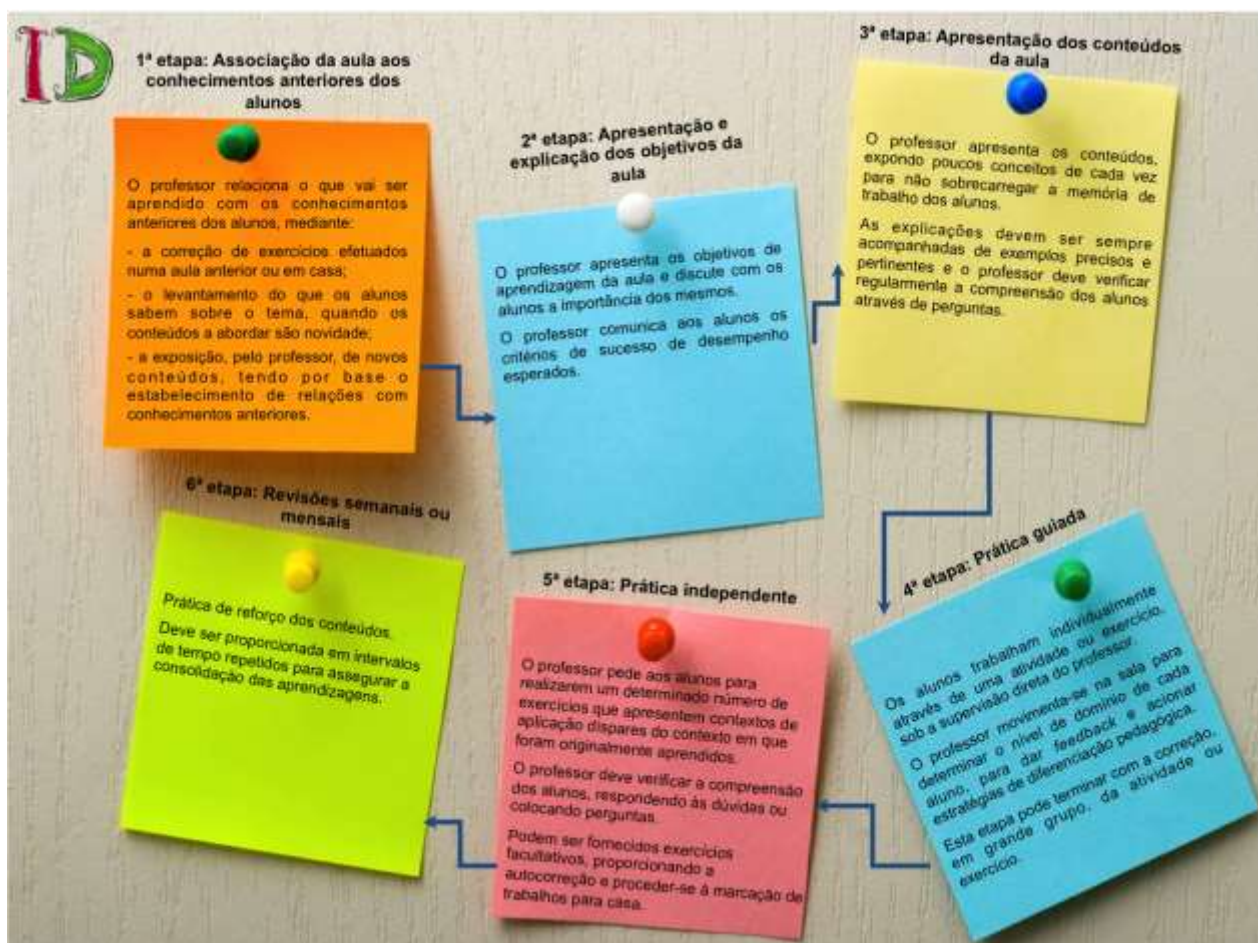 ID
1ª etapa: Associação da aula aos
conhecimentos anteriores dos
alunos
O professor relaciona o que vai ser
aprendido com os conhecimentos
anteriores dos alunos, mediante:
- a correção de exercícios efetuados
numa aula anterior ou em casa;
- o levantamento do que os alunos
sabem sobre o tema, quando os
conteúdos a abordar são novidade;
- a exposição, pelo professor, de novos
conteúdos, tendo por base o
estabelecimento de relações com
conhecimentos anteriores.
2ª etapa: Apresentação e
explicação dos objetivos da
aula
O professor apresenta os objetivos de
aprendizagem da aula e discute com os
alunos a importância dos mesmos.
O professor comunica aos alunos os
critérios de sucesso de desempenho
esperados.
3ª etapa: Apresentação dos conteúdos
da aula
O professor apresenta os conteúdos,
expondo poucos conceitos de cada vez
para não sobrecarregar a memória de
trabalho dos alunos.
As explicações devem ser sempre
acompanhadas de exemplos precisos e
pertinentes e o professor deve verificar
regularmente a compreensão dos alunos
através de perguntas.
4ª etapa: Prática guiada
Os alunos trabalham individualmente
através de uma atividade ou exercício,
sob a supervisão direta do professor.
O professor movimenta-se na sala para
determinar o nível de domínio de cada
aluno, para dar feedback e acionar
estratégias de diferenciação pedagógica.
Esta etapa pode terminar com a correção,
em grande grupo, da atividade ou
exercício.
5ª etapa: Prática independente
O professor pede aos alunos para
realizarem um determinado número de
exercícios que apresentem contextos de
aplicação dispares do contexto em que
foram originalmente aprendidos.
O professor deve verificar a compreensão
dos alunos, respondendo às dúvidas ou
colocando perguntas.
Podem ser fornecidos exercícios
facultativos, proporcionando a
autocorreção e proceder-se à marcação de
trabalhos para casa.
6ª etapa: Revisões semanais ou
mensais
Prática de reforço dos conteúdos.
Deve ser proporcionada em intervalos
de tempo repetidos para assegurar a
consolidação das aprendizagens.